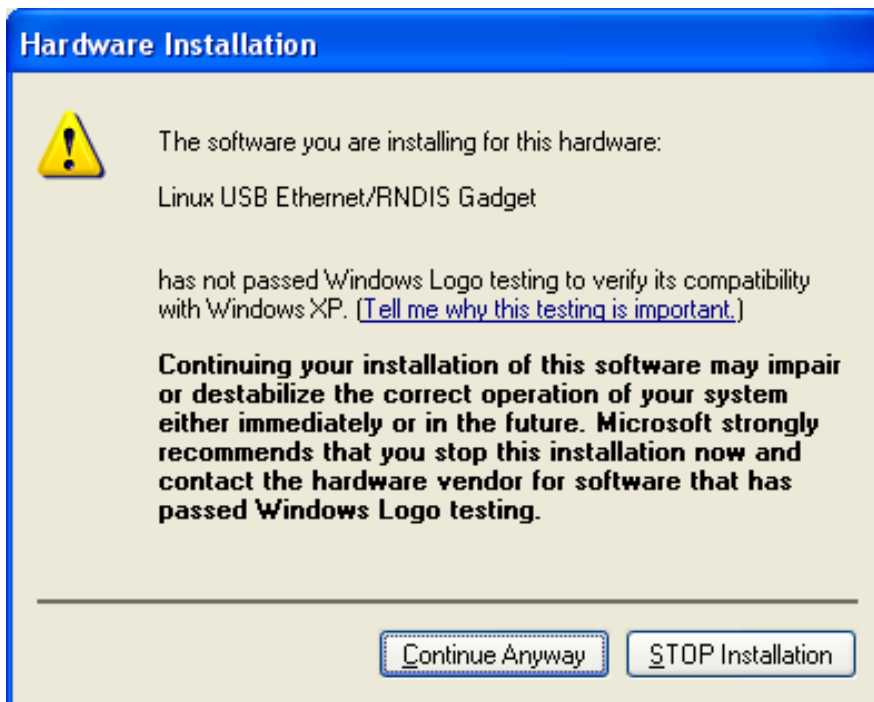 Hardware Installation
The software you are installing for this hardware:
Linux USB Ethernet/RNDIS Gadget
has not passed Windows Logo testing to verify its compatibility
with Windows XP. (Tell me why this testing is important.)
Continuing your installation of this software may impair
or destabilize the correct operation of your system
either immediately or in the future. Microsoft strongly
recommends that you stop this installation now and
contact the hardware vendor for software that has
passed Windows Logo testing.
Continue Anyway
STOP Installation